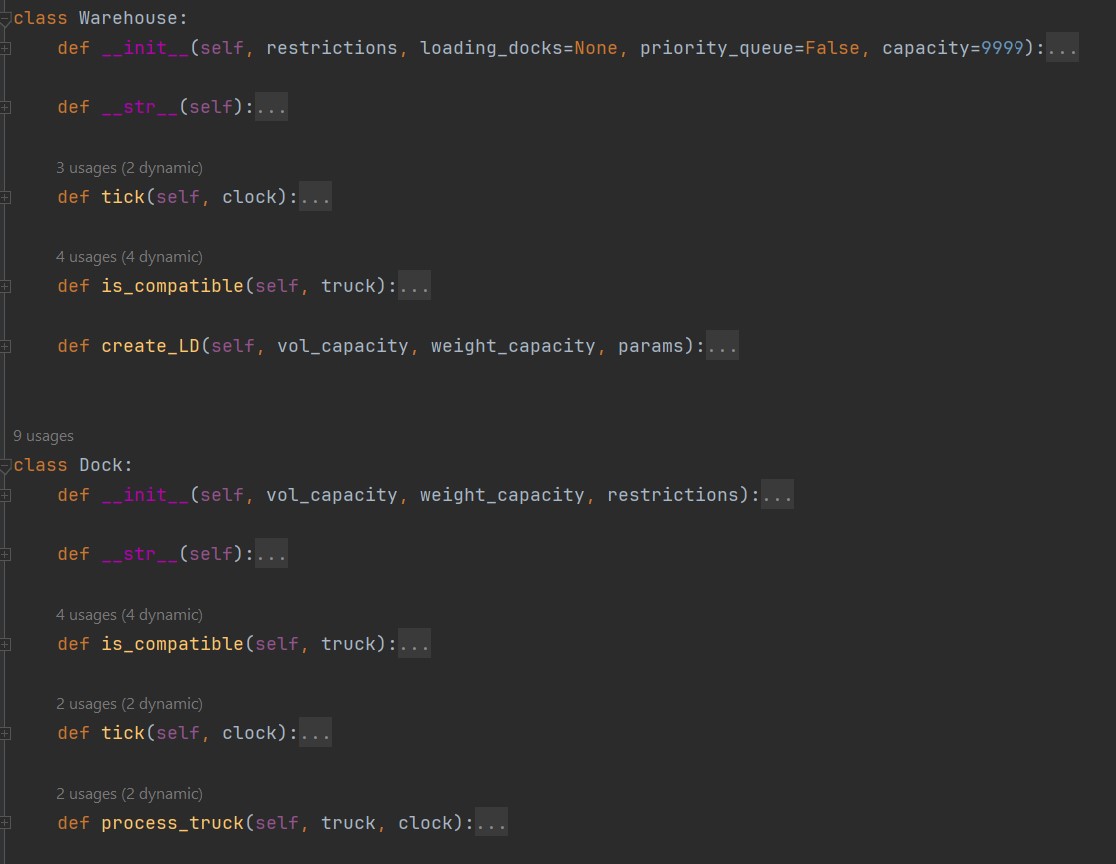 class Warehouse:
def __init__(self, restrictions, loading_docks=None, priority_queue=False, capacity=9999):...
def __str__(self):...
3 usages (2 dynamic)
def tick(self, clock):...
4 usages (4 dynamic)
def is_compatible(self, truck):...
def create_LD(self, vol_capacity, weight_capacity, params):...
9 usages
class Dock:
def __init__(self, vol_capacity, weight_capacity, restrictions):...
def __str__(self):...
4 usages (4 dynamic)
def is_compatible(self, truck):...
2 usages (2 dynamic)
def tick(self, clock):...
2 usages (2 dynamic)
def process_truck(self, truck, clock):...